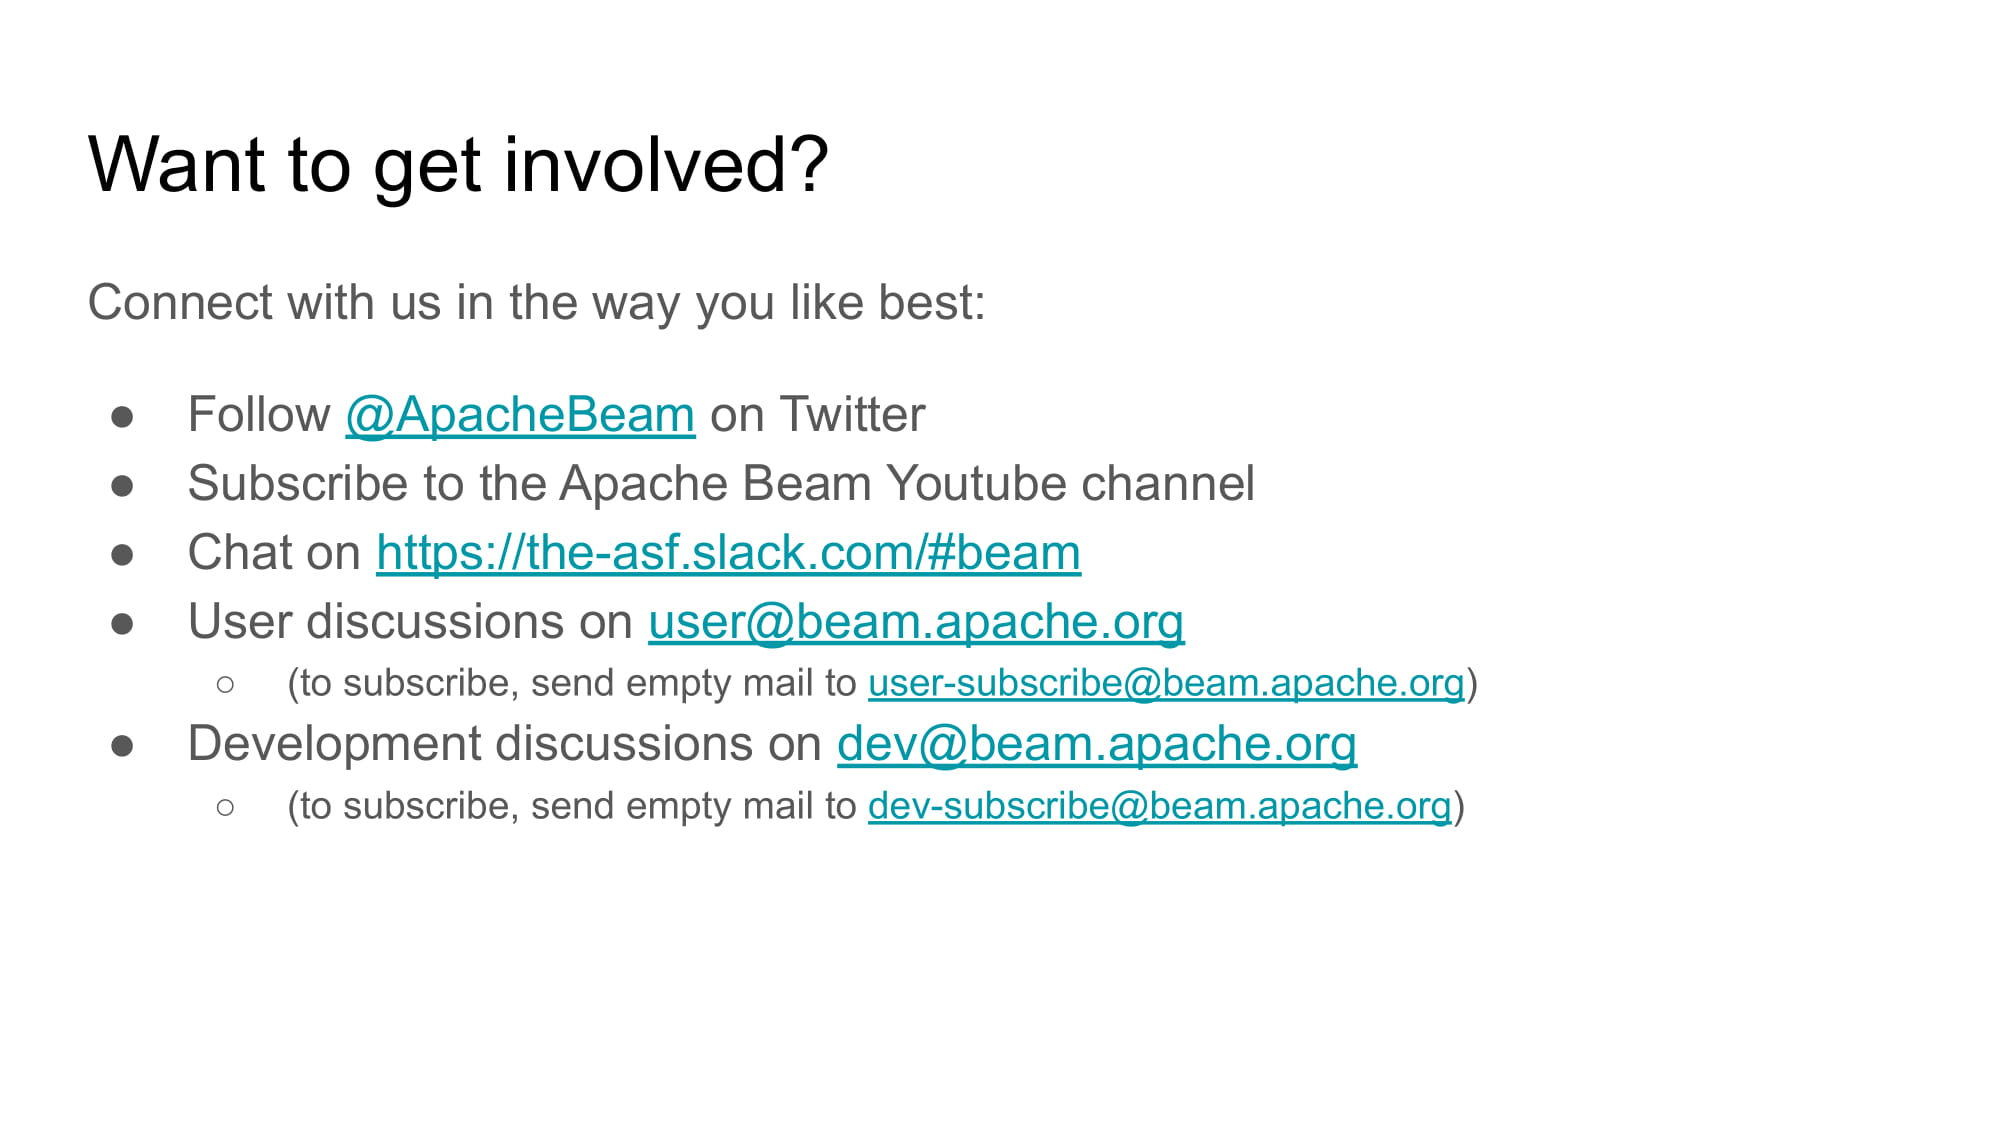 Want to get involved?
Connect with us in the way you like best:
● Follow @ApacheBeam on Twitter
● Subscribe to the Apache Beam Youtube channel
● Chat on https://the-asf.slack.com/#beam
● User discussions on user@beam.apache.org
○ (to subscribe, send empty mail to user-subscribe@beam.apache.org)
● Development discussions on dev@beam.apache.org
○ (to subscribe, send empty mail to dev-subscribe@beam.apache.org)